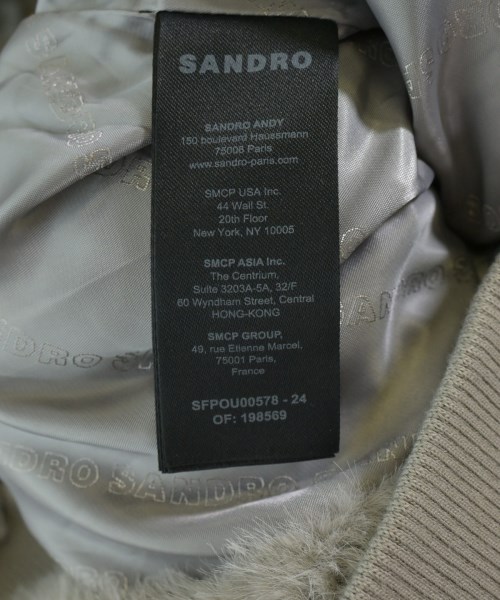 SANDRO
SANDRO ANDY
150 boulevard Haussmann
75008 Paris
www.sandro-paris.com
SMCP USA Inc.
44 Wall St.
20th Floor
New York, NY 10005
SMCP ASIA Inc.
The Centrium,
Suite 3203A-5A, 32/F
60 Wyndham Street, Central
HONG-KONG
SMCP GROUP,
49, rue Etienne Marcel,
75001 Paris,
France
SFPOU00578 - 24
OF: 198569
SANDRO
SANDRO